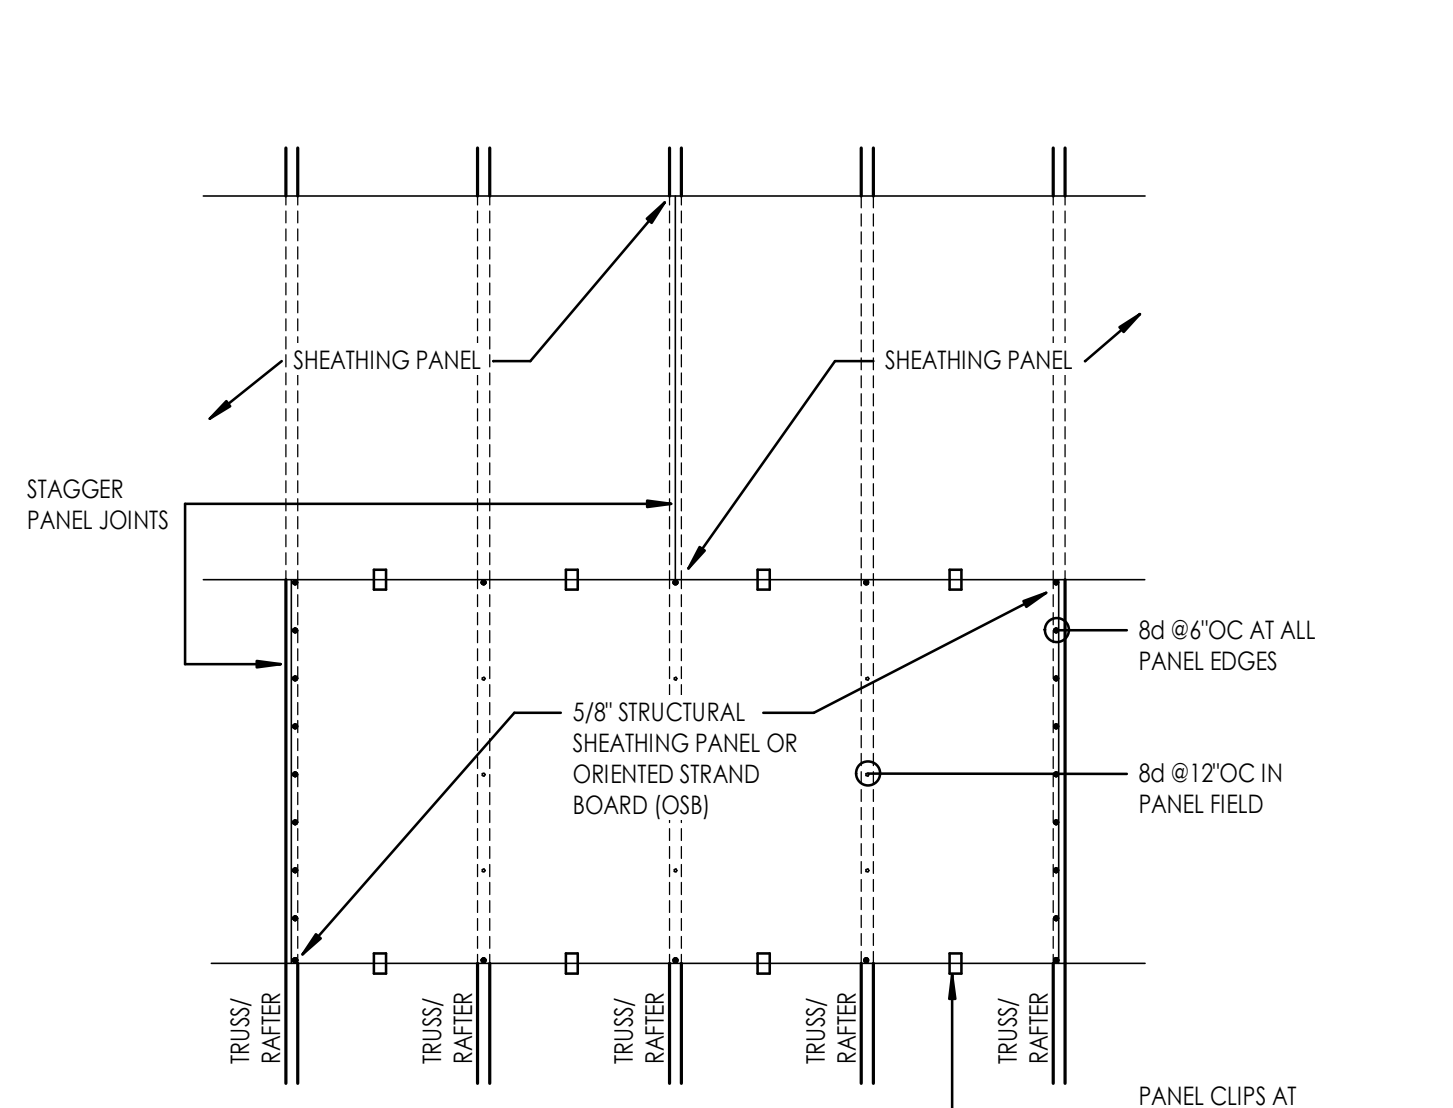 SHEATHING PANEL
SHEATHING PANEL
STAGGER
PANEL JOINTS
8d @6"OC AT ALL
PANEL EDGES
5/8" STRUCTURAL
SHEATHING PANEL OR
ORIENTED STRAND
BOARD (OSB)
8d @12"OC IN
PANEL FIELD
TRUSS/
RAFTER
TRUSS/
RAFTER
TRUSS/
RAFTER
TRUSS/
RAFTER
TRUSS/
RAFTER
PANEL CLIPS AT